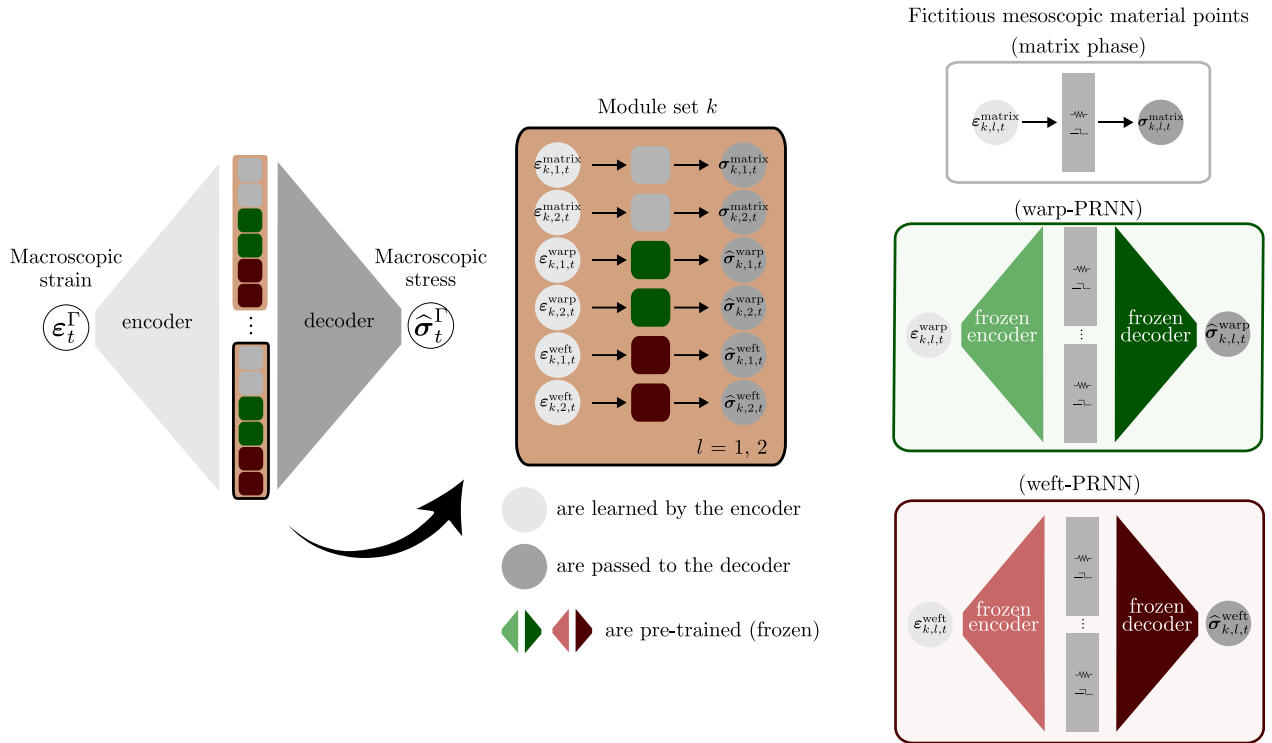 Macroscopic
strain
ε_t^Γ
encoder
⋮
decoder
Macroscopic
stress
σ̂_t^Γ
Module set k
ε_{k,1,t}^{matrix} σ_{k,1,t}^{matrix}
ε_{k,2,t}^{matrix} σ_{k,2,t}^{matrix}
ε_{k,1,t}^{warp} σ̂_{k,1,t}^{warp}
ε_{k,2,t}^{warp} σ̂_{k,2,t}^{warp}
ε_{k,1,t}^{weft} σ̂_{k,1,t}^{weft}
ε_{k,2,t}^{weft} σ̂_{k,2,t}^{weft}
l = 1, 2
are learned by the encoder
are passed to the decoder
are pre-trained (frozen)
Fictitious mesoscopic material points
(matrix phase)
ε_{k,l,t}^{matrix} σ_{k,l,t}^{matrix}
(warp-PRNN)
ε_{k,l,t}^{warp}
frozen
encoder
⋮
frozen
decoder
σ̂_{k,l,t}^{warp}
(weft-PRNN)
ε_{k,l,t}^{weft}
frozen
encoder
⋮
frozen
decoder
σ̂_{k,l,t}^{weft}